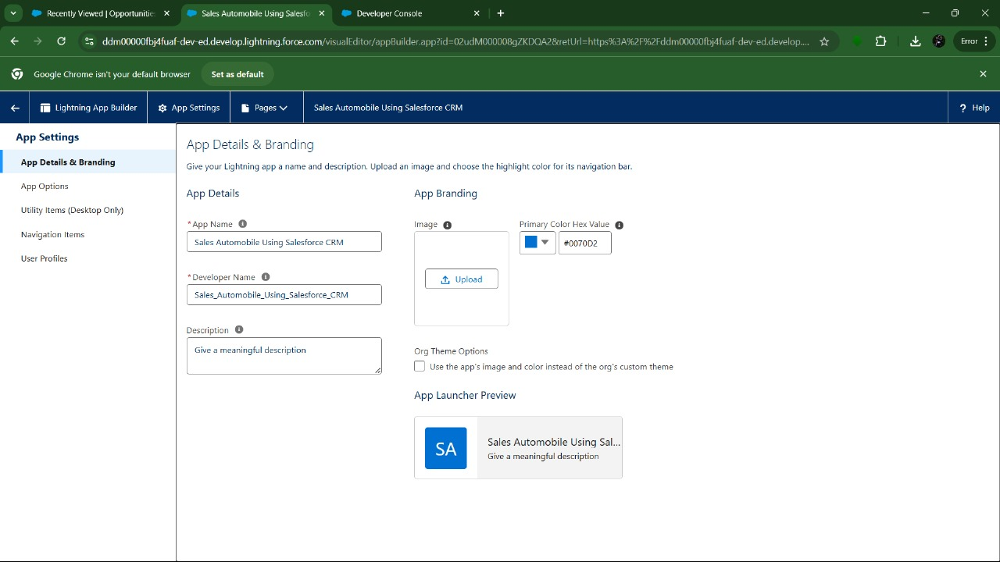 Recently Viewed | Opportunities
Sales Automobile Using Salesfo
Developer Console
ddm00000fbj4fuaf-dev-ed.develop.lightning.force.com/visualEditor/appBuilder.app?id=02udM000008gZKDQA2&retUrl=https%3A%2F%2Fddm00000fbj4fuaf-dev-ed.develop....
Error
Google Chrome isn't your default browser
Set as default
Lightning App Builder
App Settings
Pages
Sales Automobile Using Salesforce CRM
? Help
App Settings
App Details & Branding
App Options
Utility Items (Desktop Only)
Navigation Items
User Profiles
App Details & Branding
Give your Lightning app a name and description. Upload an image and choose the highlight color for its navigation bar.
App Details
*App Name
Sales Automobile Using Salesforce CRM
*Developer Name
Sales_Automobile_Using_Salesforce_CRM
Description
Give a meaningful description
App Branding
Image
Upload
Primary Color Hex Value
#0070D2
Org Theme Options
Use the app's image and color instead of the org's custom theme
App Launcher Preview
SA
Sales Automobile Using Sal...
Give a meaningful description